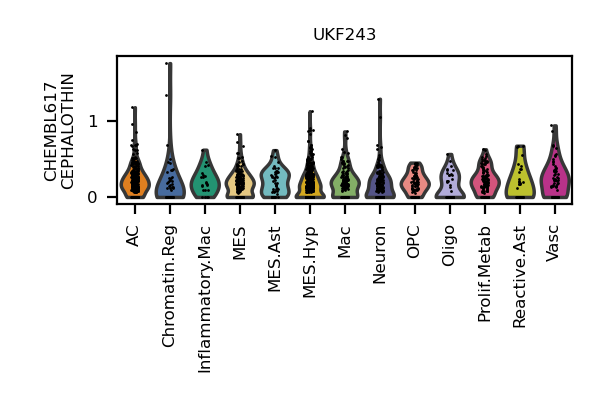 UKF243
CHEMBL617
CEPHALOTHIN
1
0
AC
Chromatin.Reg
Inflammatory.Mac
MES
MES.Ast
MES.Hyp
Mac
Neuron
OPC
Oligo
Prolif.Metab
Reactive.Ast
Vasc